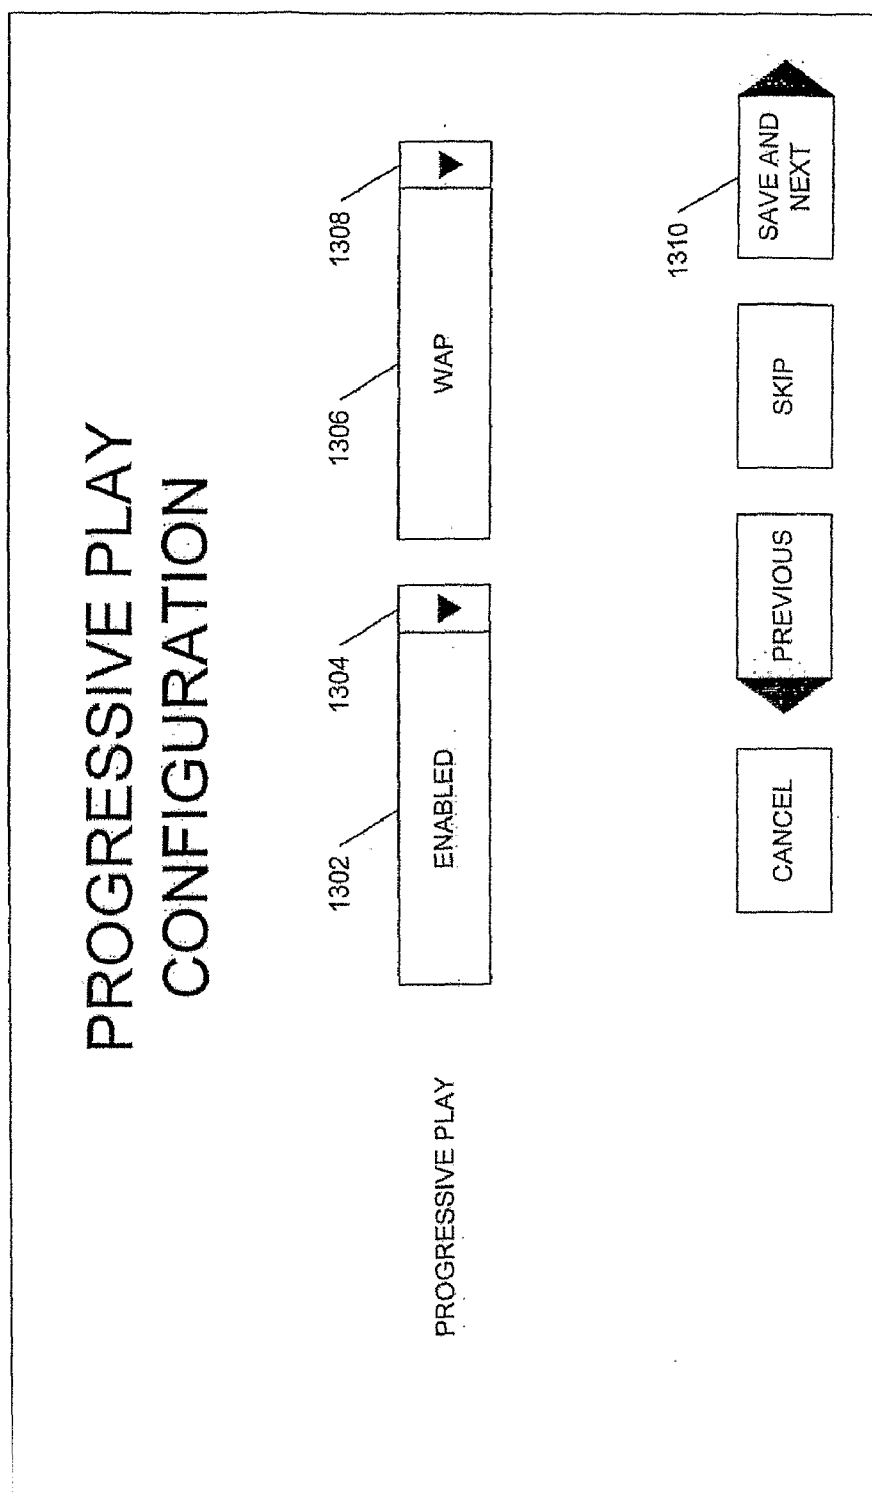 PROGRESSIVE PLAY
CONFIGURATION
1302
1304
1306
1308
PROGRESSIVE PLAY
ENABLED
WAP
1310
CANCEL
PREVIOUS
SKIP
SAVE AND
NEXT